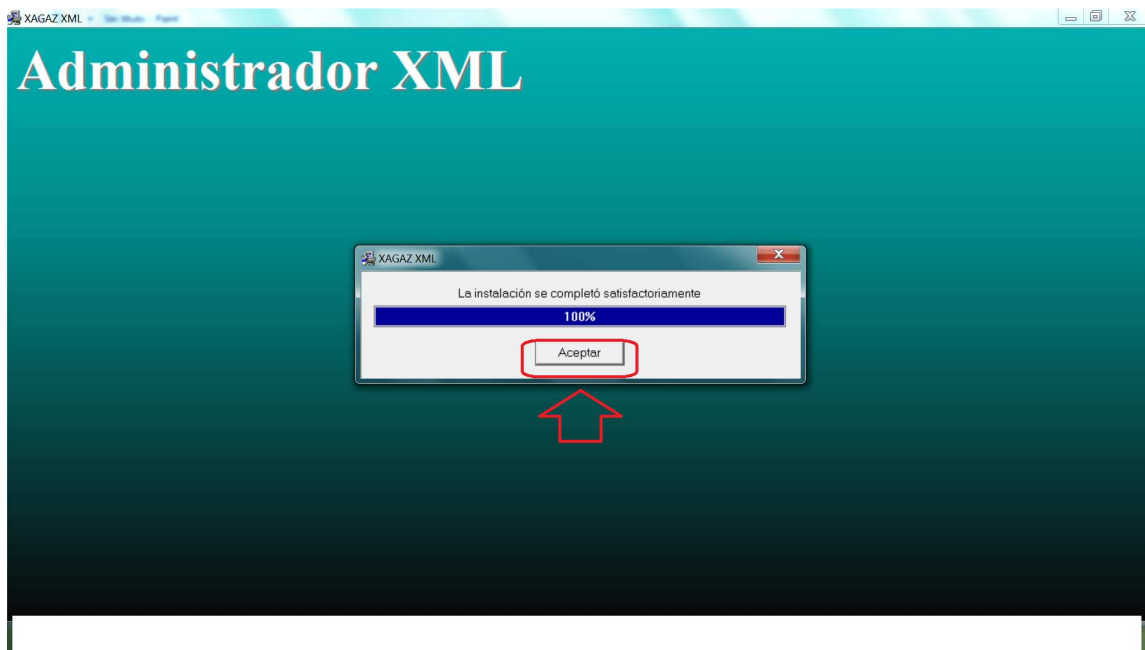 XAGAZ XML
Administrador XML
XAGAZ XML
La instalación se completó satisfactoriamente
100%
Aceptar